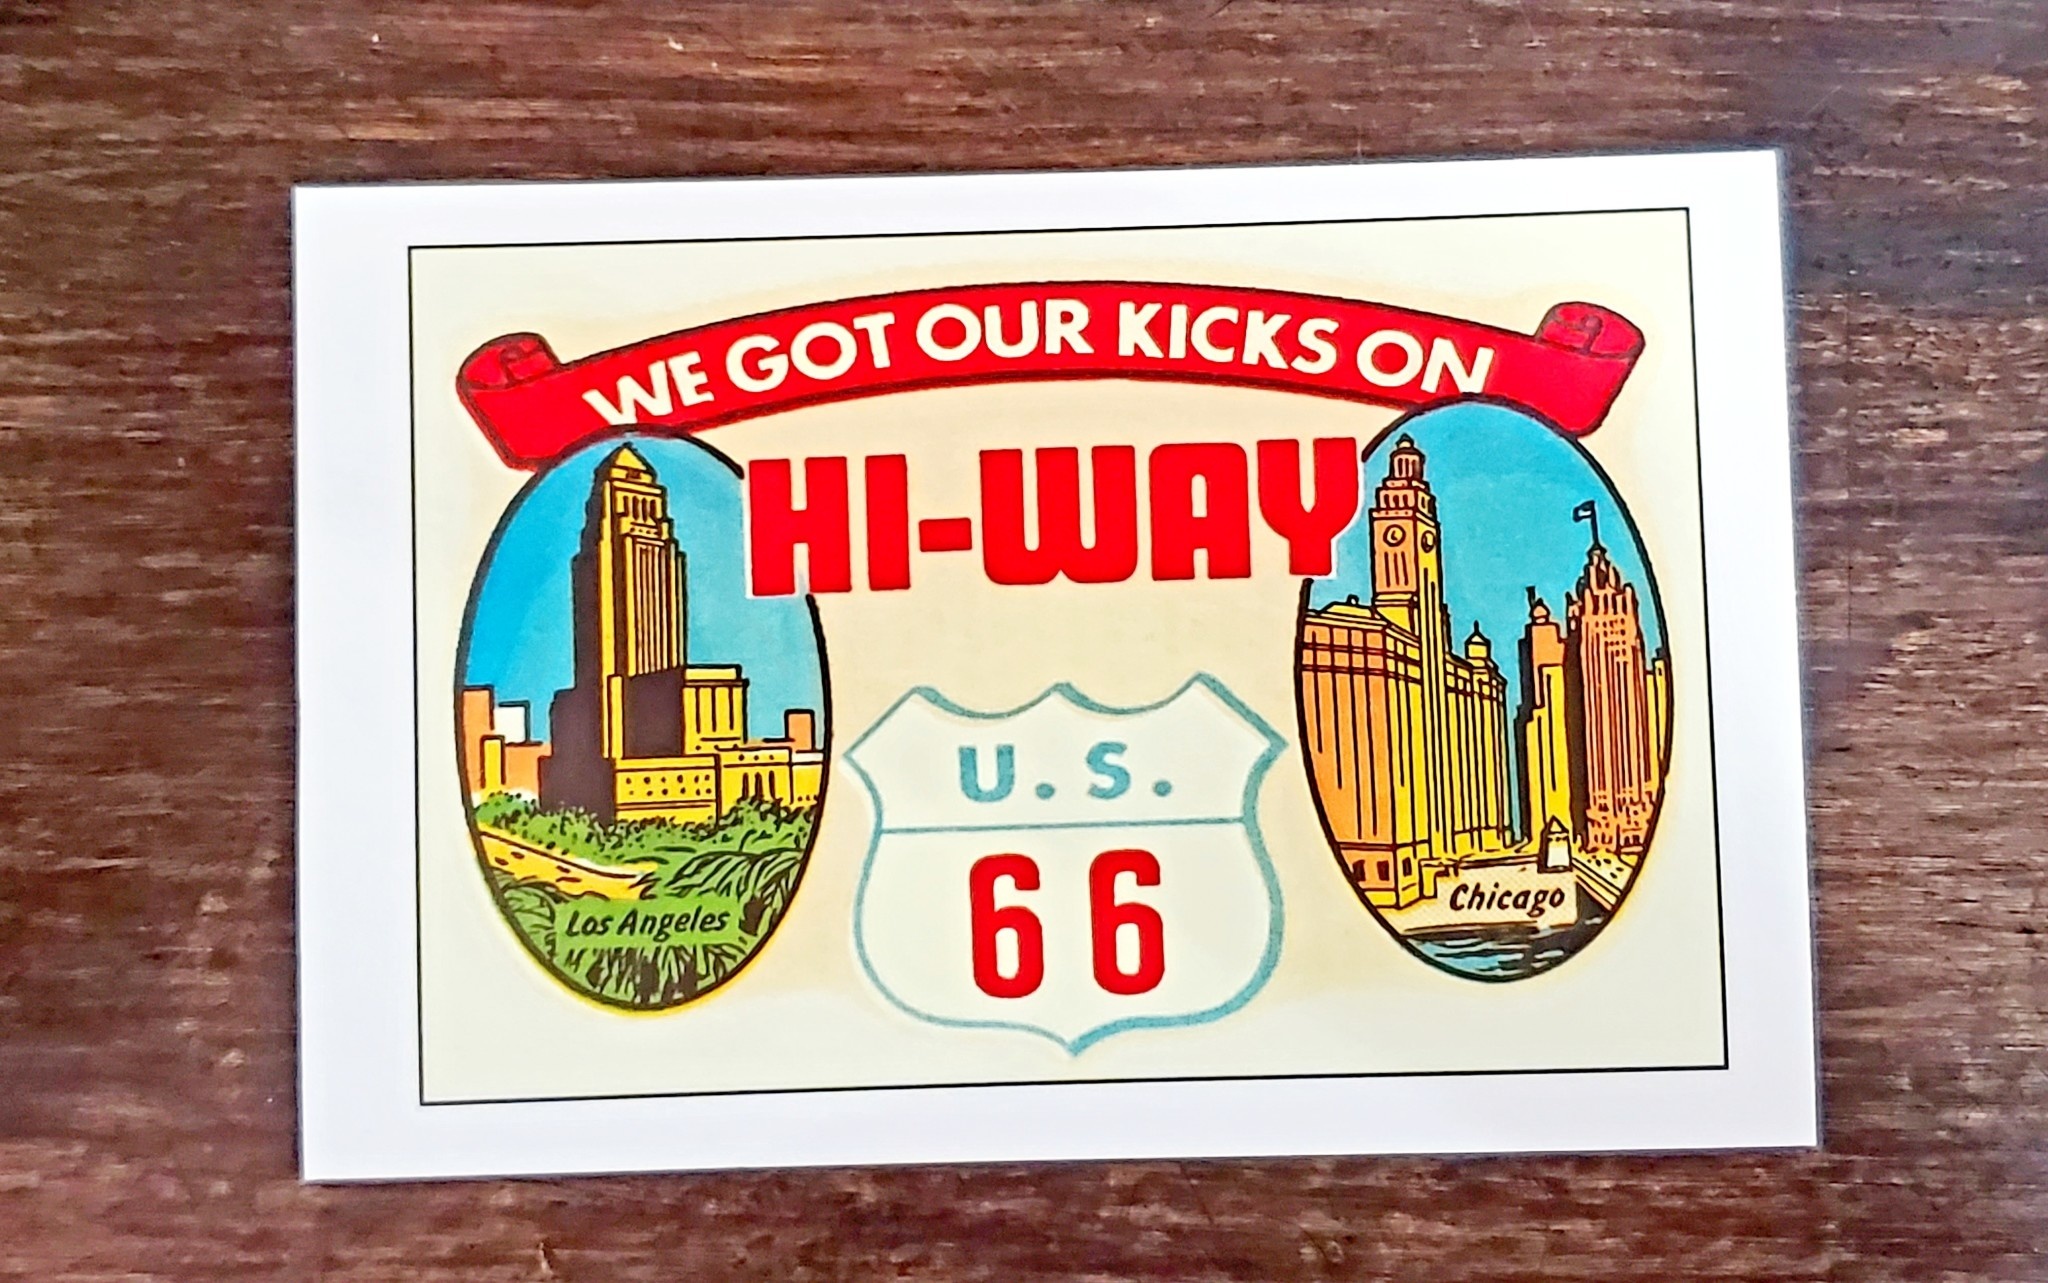 WE GOT OUR KICKS ON
HI-WAY
U.S.
66
Los Angeles
Chicago